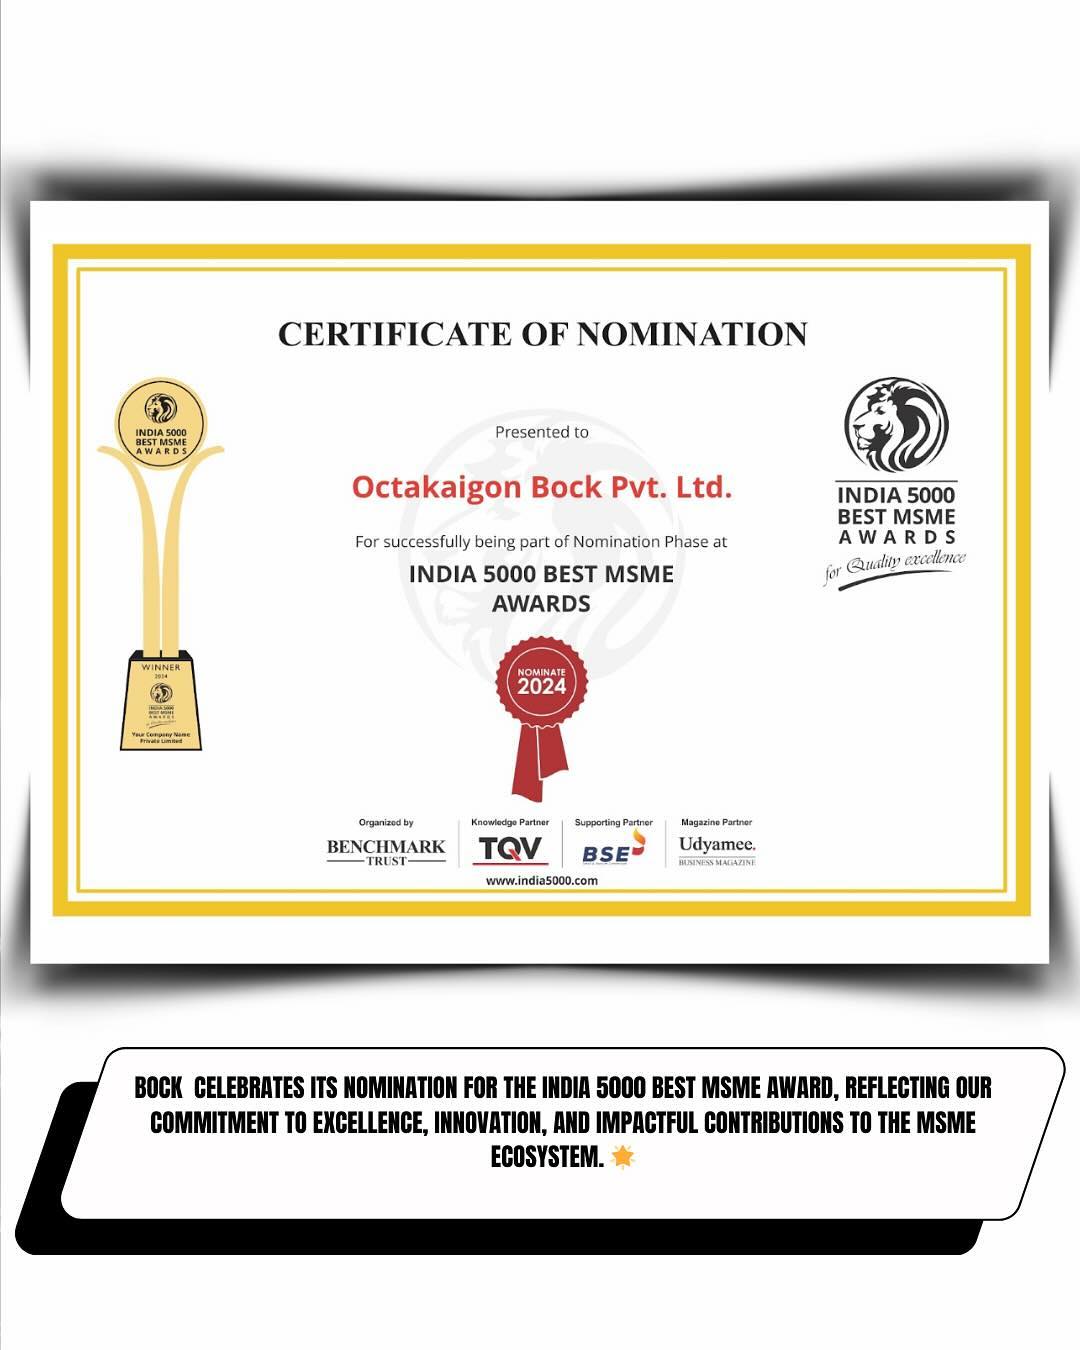 CERTIFICATE OF NOMINATION
INDIA 5000
BEST MSME
AWARDS
Presented to
Octakaigon Bock Pvt. Ltd.
For successfully being part of Nomination Phase at
INDIA 5000 BEST MSME
AWARDS
INDIA 5000
BEST MSME
AWARDS
for Quality excellence
WINNER
2024
INDIA 5000
BEST MSME
AWARDS
Your Company Name
Private Limited
NOMINATE
2024
Organized by
BENCHMARK
TRUST
Knowledge Partner
TQV
Supporting Partner
BSE
Magazine Partner
Udyamee.
BUSINESS MAGAZINE
www.india5000.com
BOCK CELEBRATES ITS NOMINATION FOR THE INDIA 5000 BEST MSME AWARD, REFLECTING OUR
COMMITMENT TO EXCELLENCE, INNOVATION, AND IMPACTFUL CONTRIBUTIONS TO THE MSME
ECOSYSTEM. 🌟